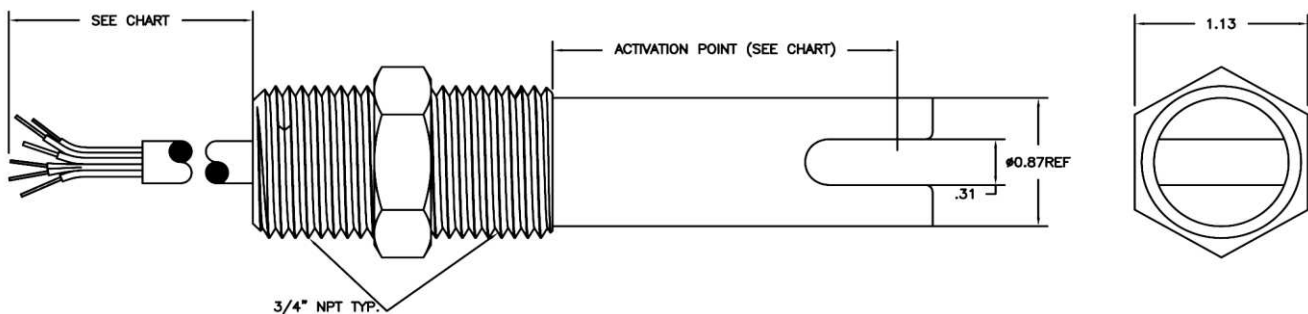 SEE CHART
1.13
ACTIVATION POINT (SEE CHART)
ø0.87REF
.31
3/4" NPT TYP.